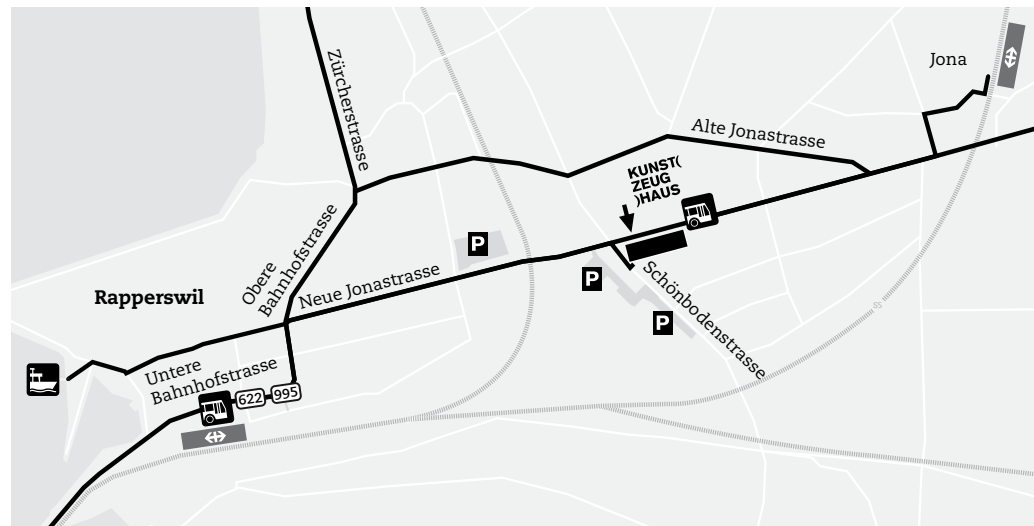 Zürcherstrasse
Jona
Alte Jonastrasse
KUNST(
ZEUG
)HAUS
P
Obere
Bahnhofstrasse
Neue Jonastrasse
Rapperswil
P
Schönbodenstrasse
P
Untere
Bahnhofstrasse
622
995